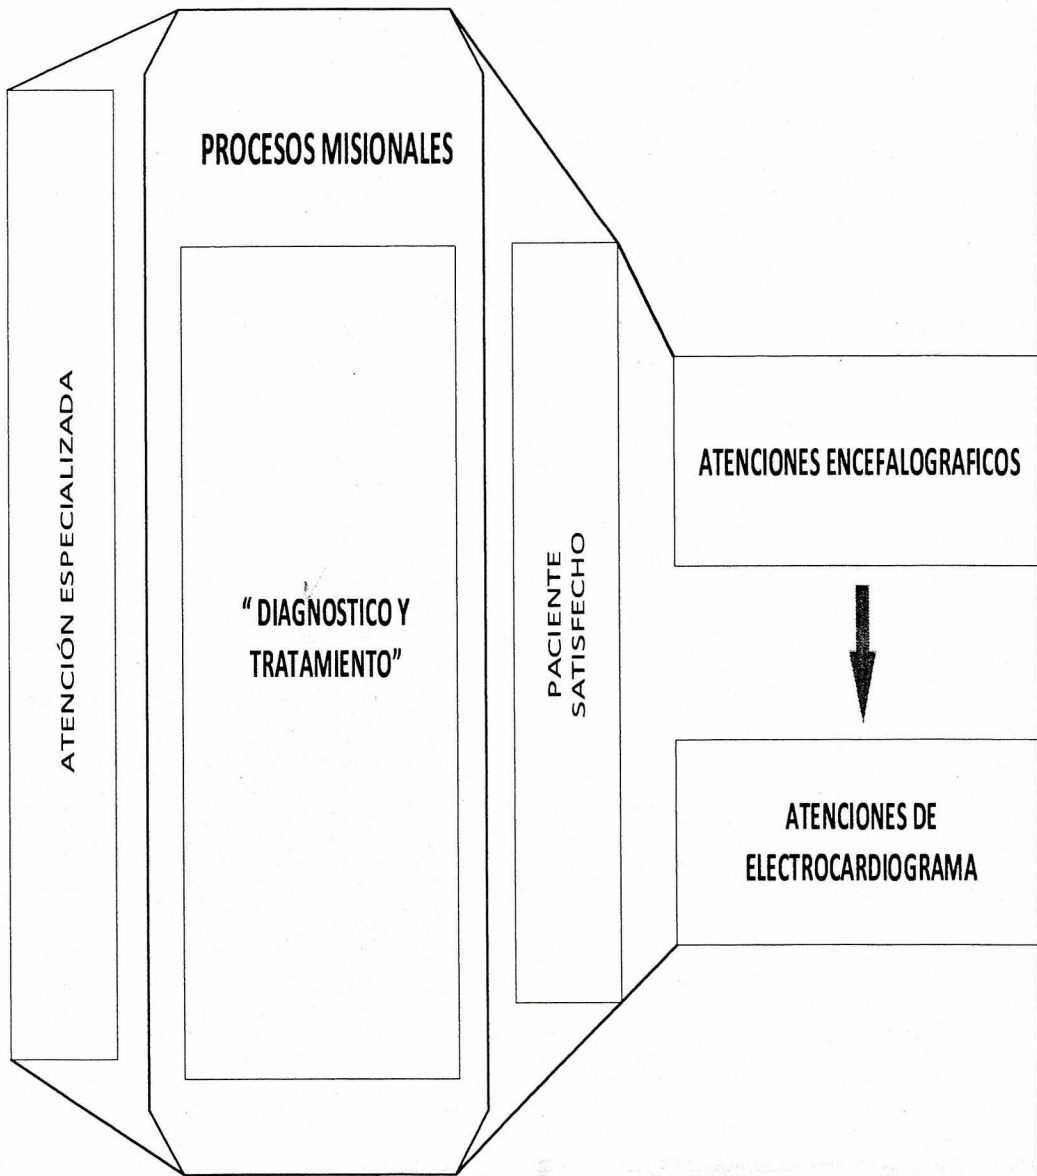 PROCESOS MISIONALES
ATENCIÓN ESPECIALIZADA
“ DIAGNOSTICO Y
TRATAMIENTO”
PACIENTE
SATISFECHO
ATENCIONES ENCEFALOGRAFICOS
ATENCIONES DE
ELECTROCARDIOGRAMA